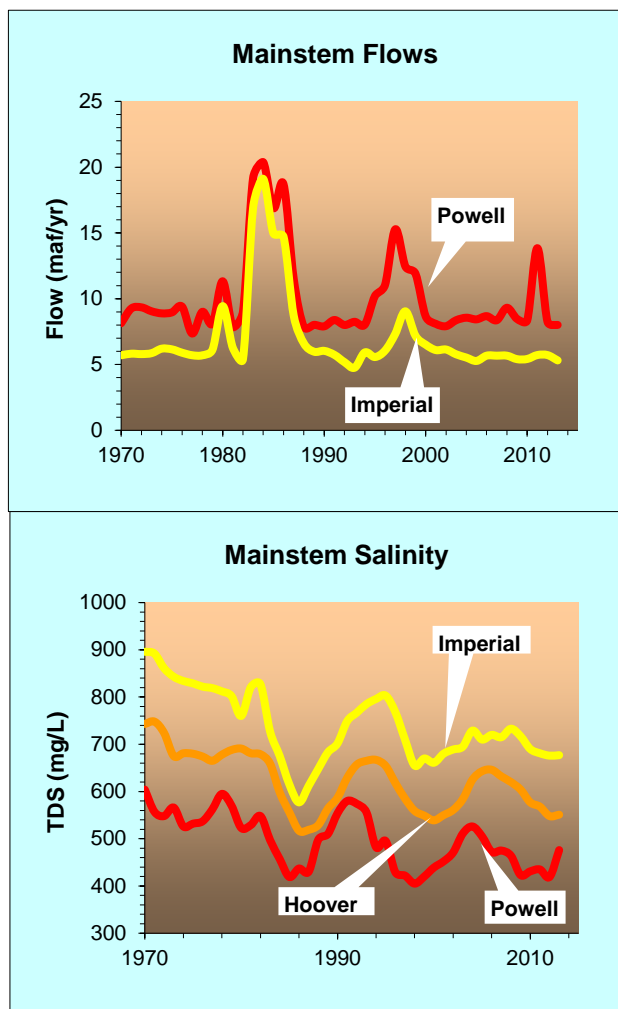 Mainstem Flows
25
20
15
10
5
0
Flow (maf/yr)
Powell
Imperial
1970 1980 1990 2000 2010
Mainstem Salinity
1000
900
800
700
600
500
400
300
TDS (mg/L)
Imperial
Hoover
Powell
1970 1990 2010